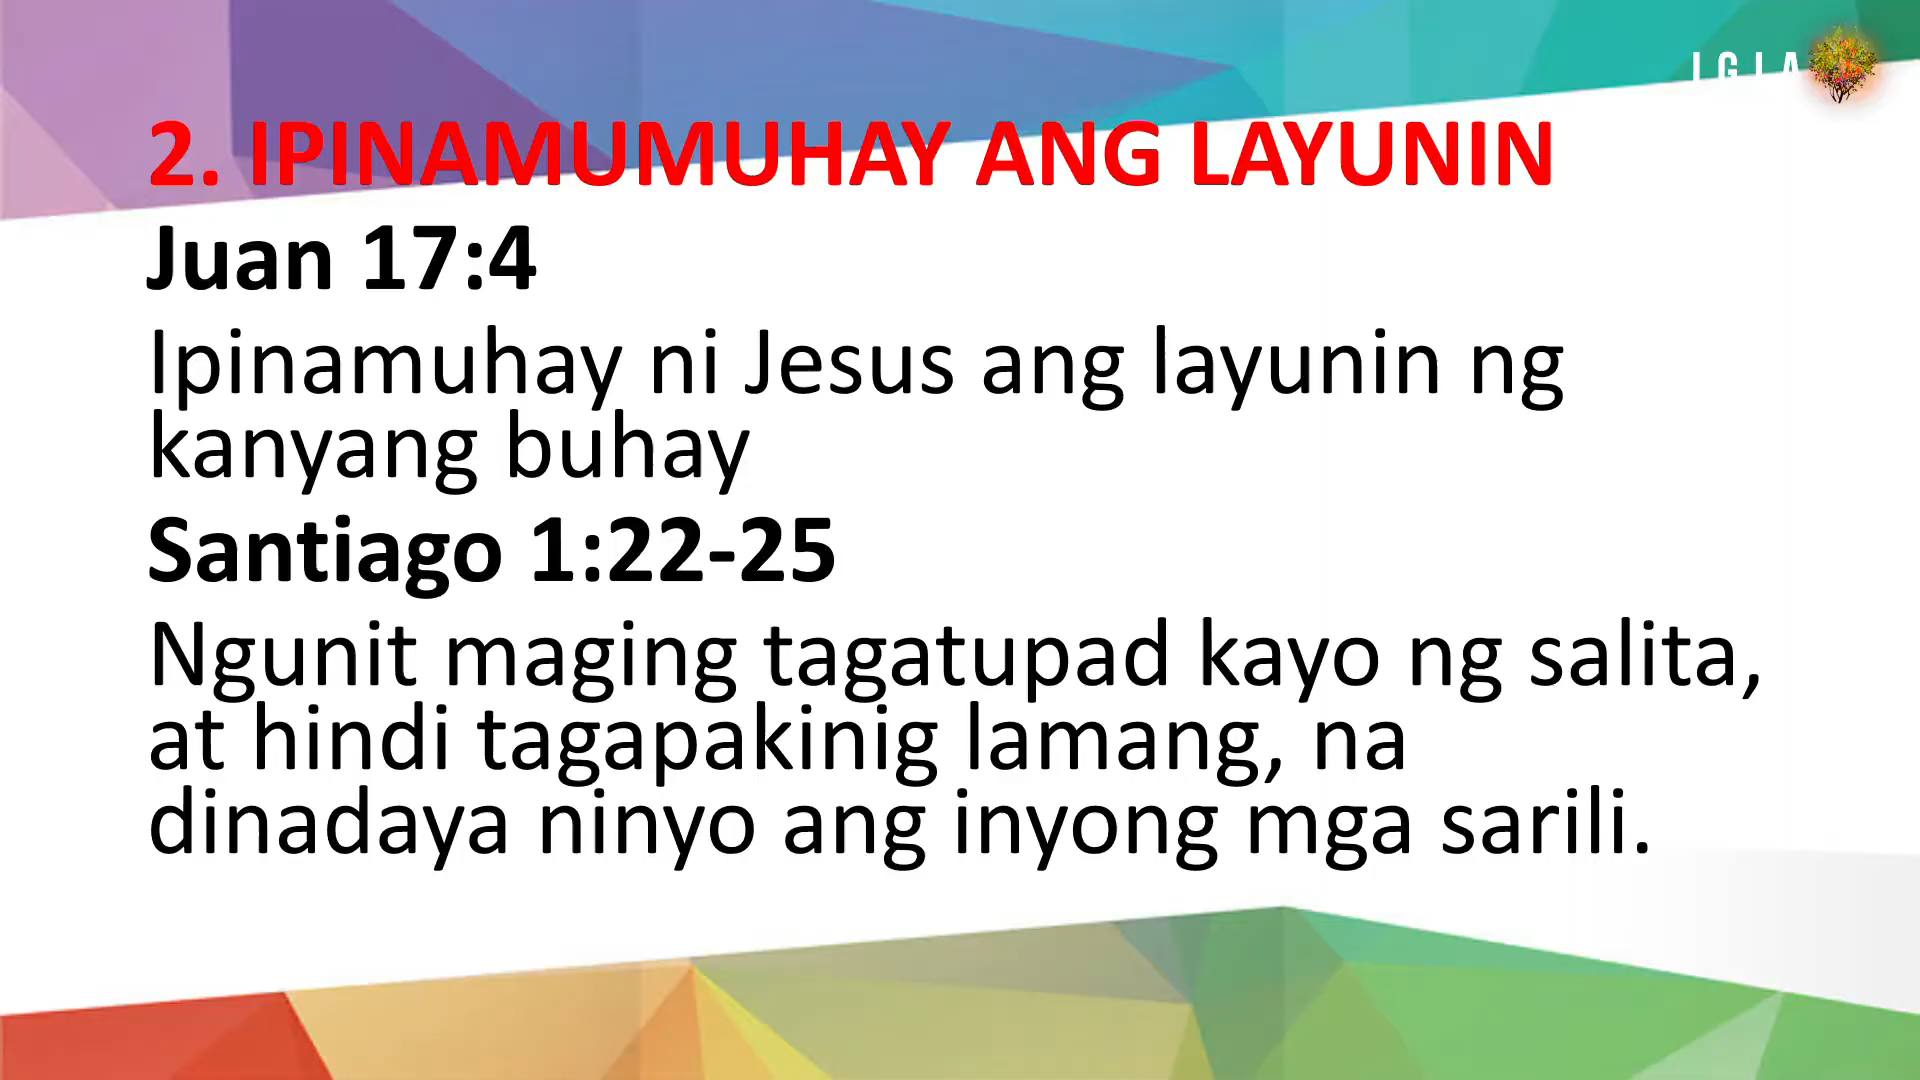 JGLA
2. IPINAMUMUHAY ANG LAYUNIN
Juan 17:4
Ipinamuhay ni Jesus ang layunin ng
kanyang buhay
Santiago 1:22-25
Ngunit maging tagatupad kayo ng salita,
at hindi tagapakinig lamang, na
dinadaya ninyo ang inyong mga sarili.